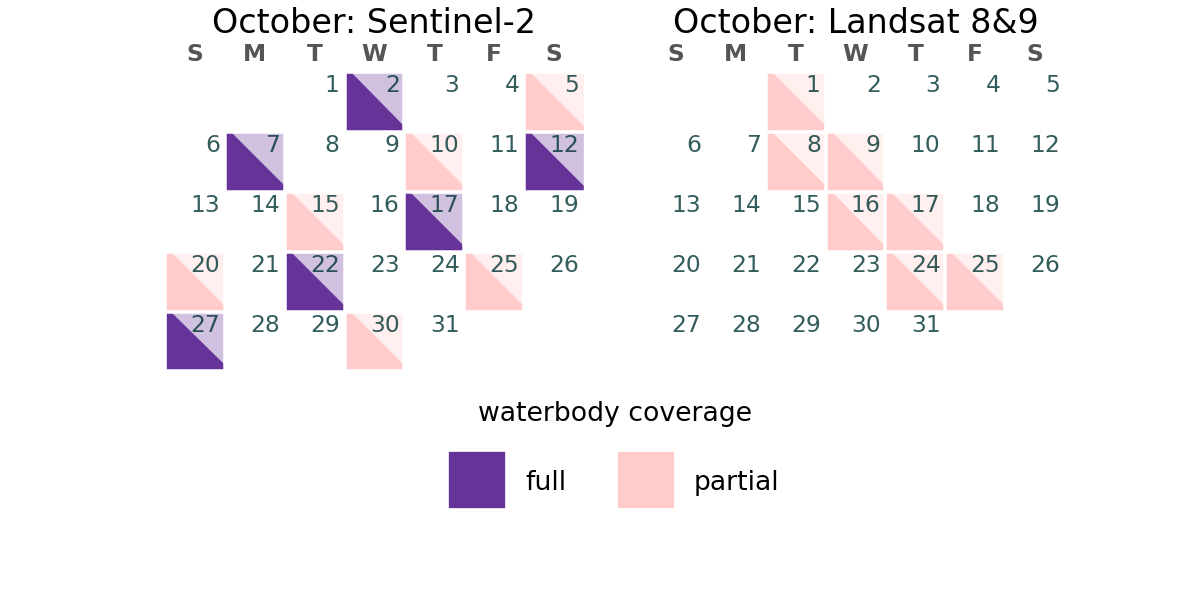 October: Sentinel-2
S M T W T F S
1 2 3 4 5
6 7 8 9 10 11 12
13 14 15 16 17 18 19
20 21 22 23 24 25 26
27 28 29 30 31
October: Landsat 8&9
S M T W T F S
1 2 3 4 5
6 7 8 9 10 11 12
13 14 15 16 17 18 19
20 21 22 23 24 25 26
27 28 29 30 31
waterbody coverage
full partial